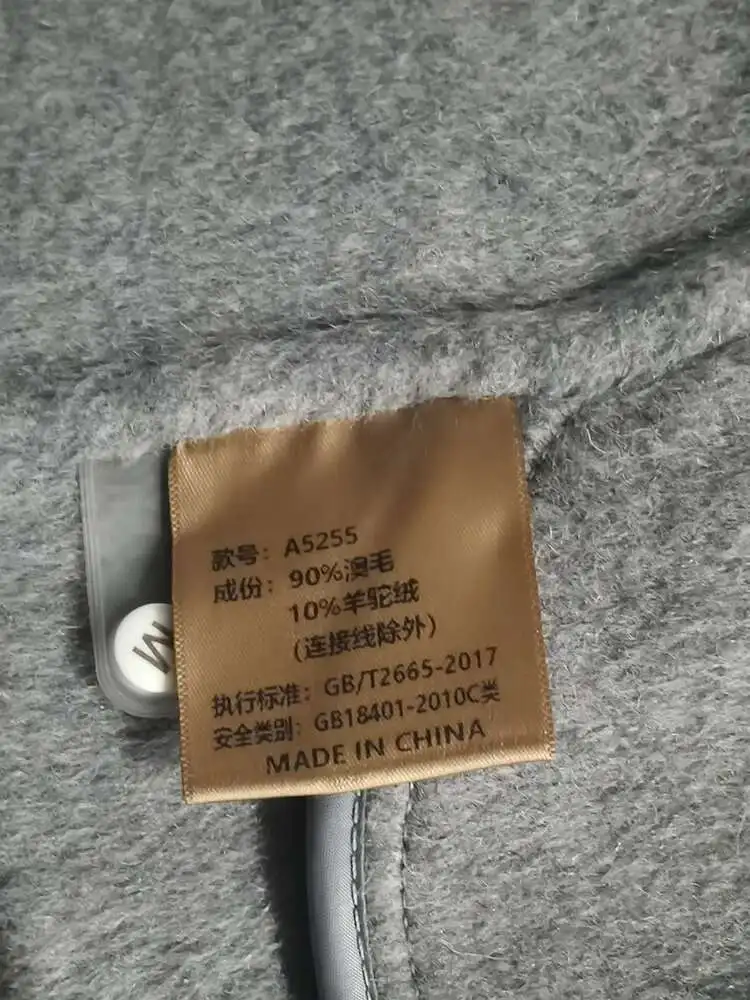 款号：A5255
成份：90%澳毛
10%羊驼绒
(连接线除外)
执行标准：GB/T2665-2017
安全类别：GB18401-2010C类
MADE IN CHINA
M